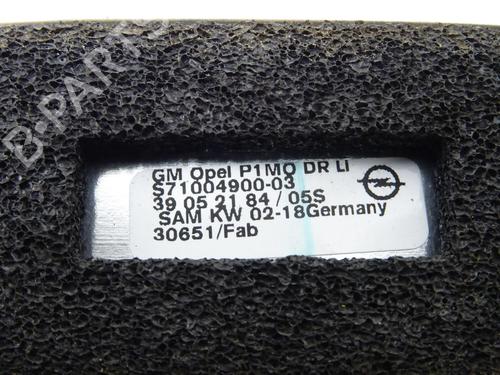 GM Opel P1MO DR LI
S71004900-03
39 05 21 84 / 05S
SAM KW 02-18Germany
30651/Fab
B-PARTS